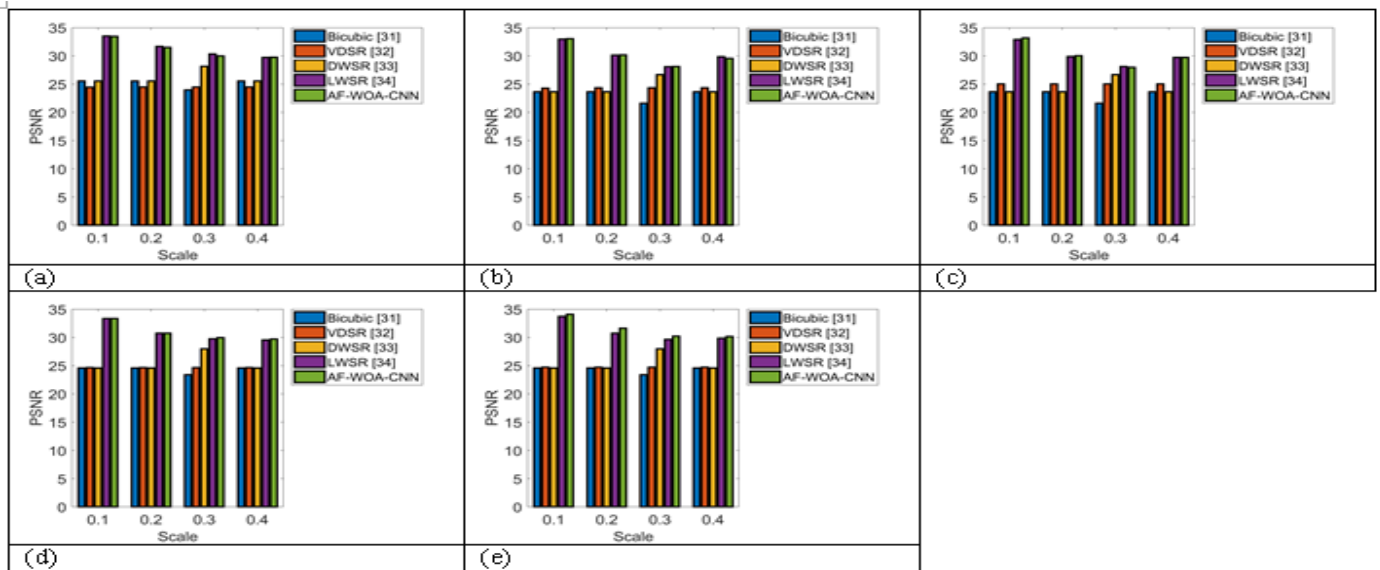 35
30
25
20
15
10
5
0
PSNR
0.1 0.2 0.3 0.4
Scale
Bicubic [31]
VDSR [32]
DWSR [33]
LWSR [34]
AF-WOA-CNN
(a)
35
30
25
20
15
10
5
0
PSNR
0.1 0.2 0.3 0.4
Scale
Bicubic [31]
VDSR [32]
DWSR [33]
LWSR [34]
AF-WOA-CNN
(b)
35
30
25
20
15
10
5
0
PSNR
0.1 0.2 0.3 0.4
Scale
Bicubic [31]
VDSR [32]
DWSR [33]
LWSR [34]
AF-WOA-CNN
(c)
35
30
25
20
15
10
5
0
PSNR
0.1 0.2 0.3 0.4
Scale
Bicubic [31]
VDSR [32]
DWSR [33]
LWSR [34]
AF-WOA-CNN
(d)
35
30
25
20
15
10
5
0
PSNR
0.1 0.2 0.3 0.4
Scale
Bicubic [31]
VDSR [32]
DWSR [33]
LWSR [34]
AF-WOA-CNN
(e)